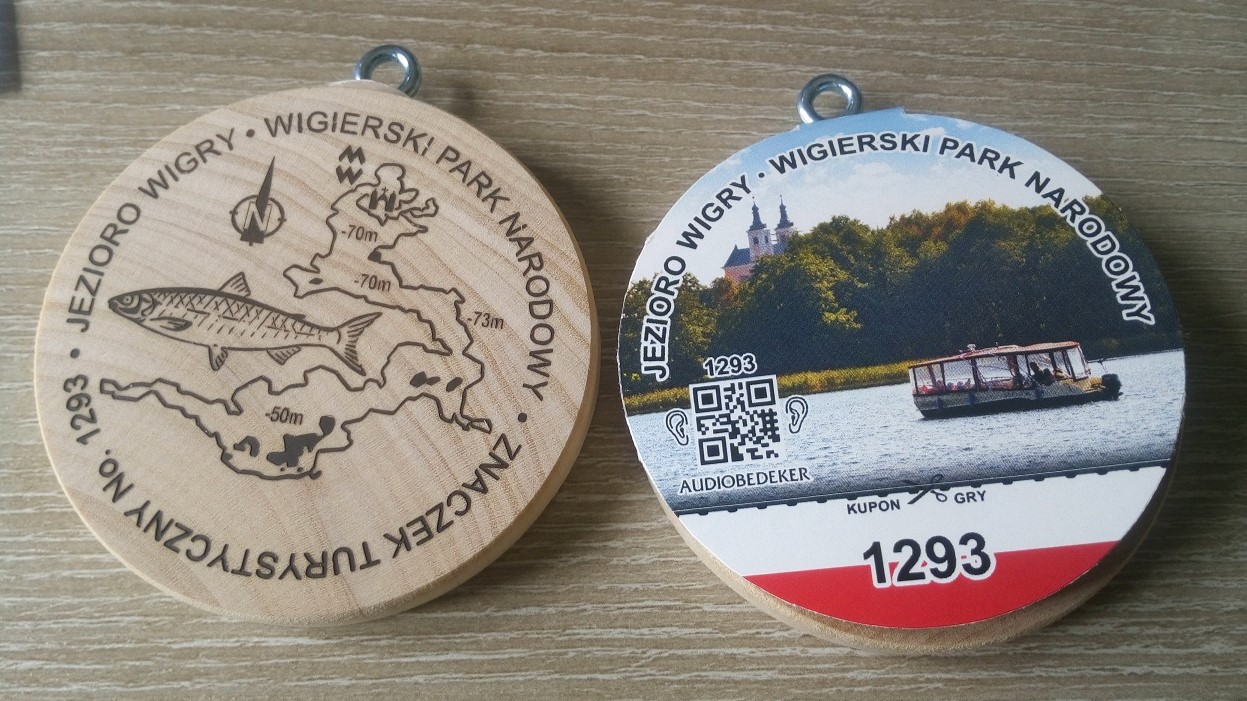 JEZIORO WIGRY • WIGIERSKI PARK NARODOWY • ZNACZEK TURYSTYCZNY No. 1293 •
N
-70m
-70m
-73m
-50m
JEZIORO WIGRY • WIGIERSKI PARK NARODOWY
1293
AUDIOBEDEKER
KUPON GRY
1293